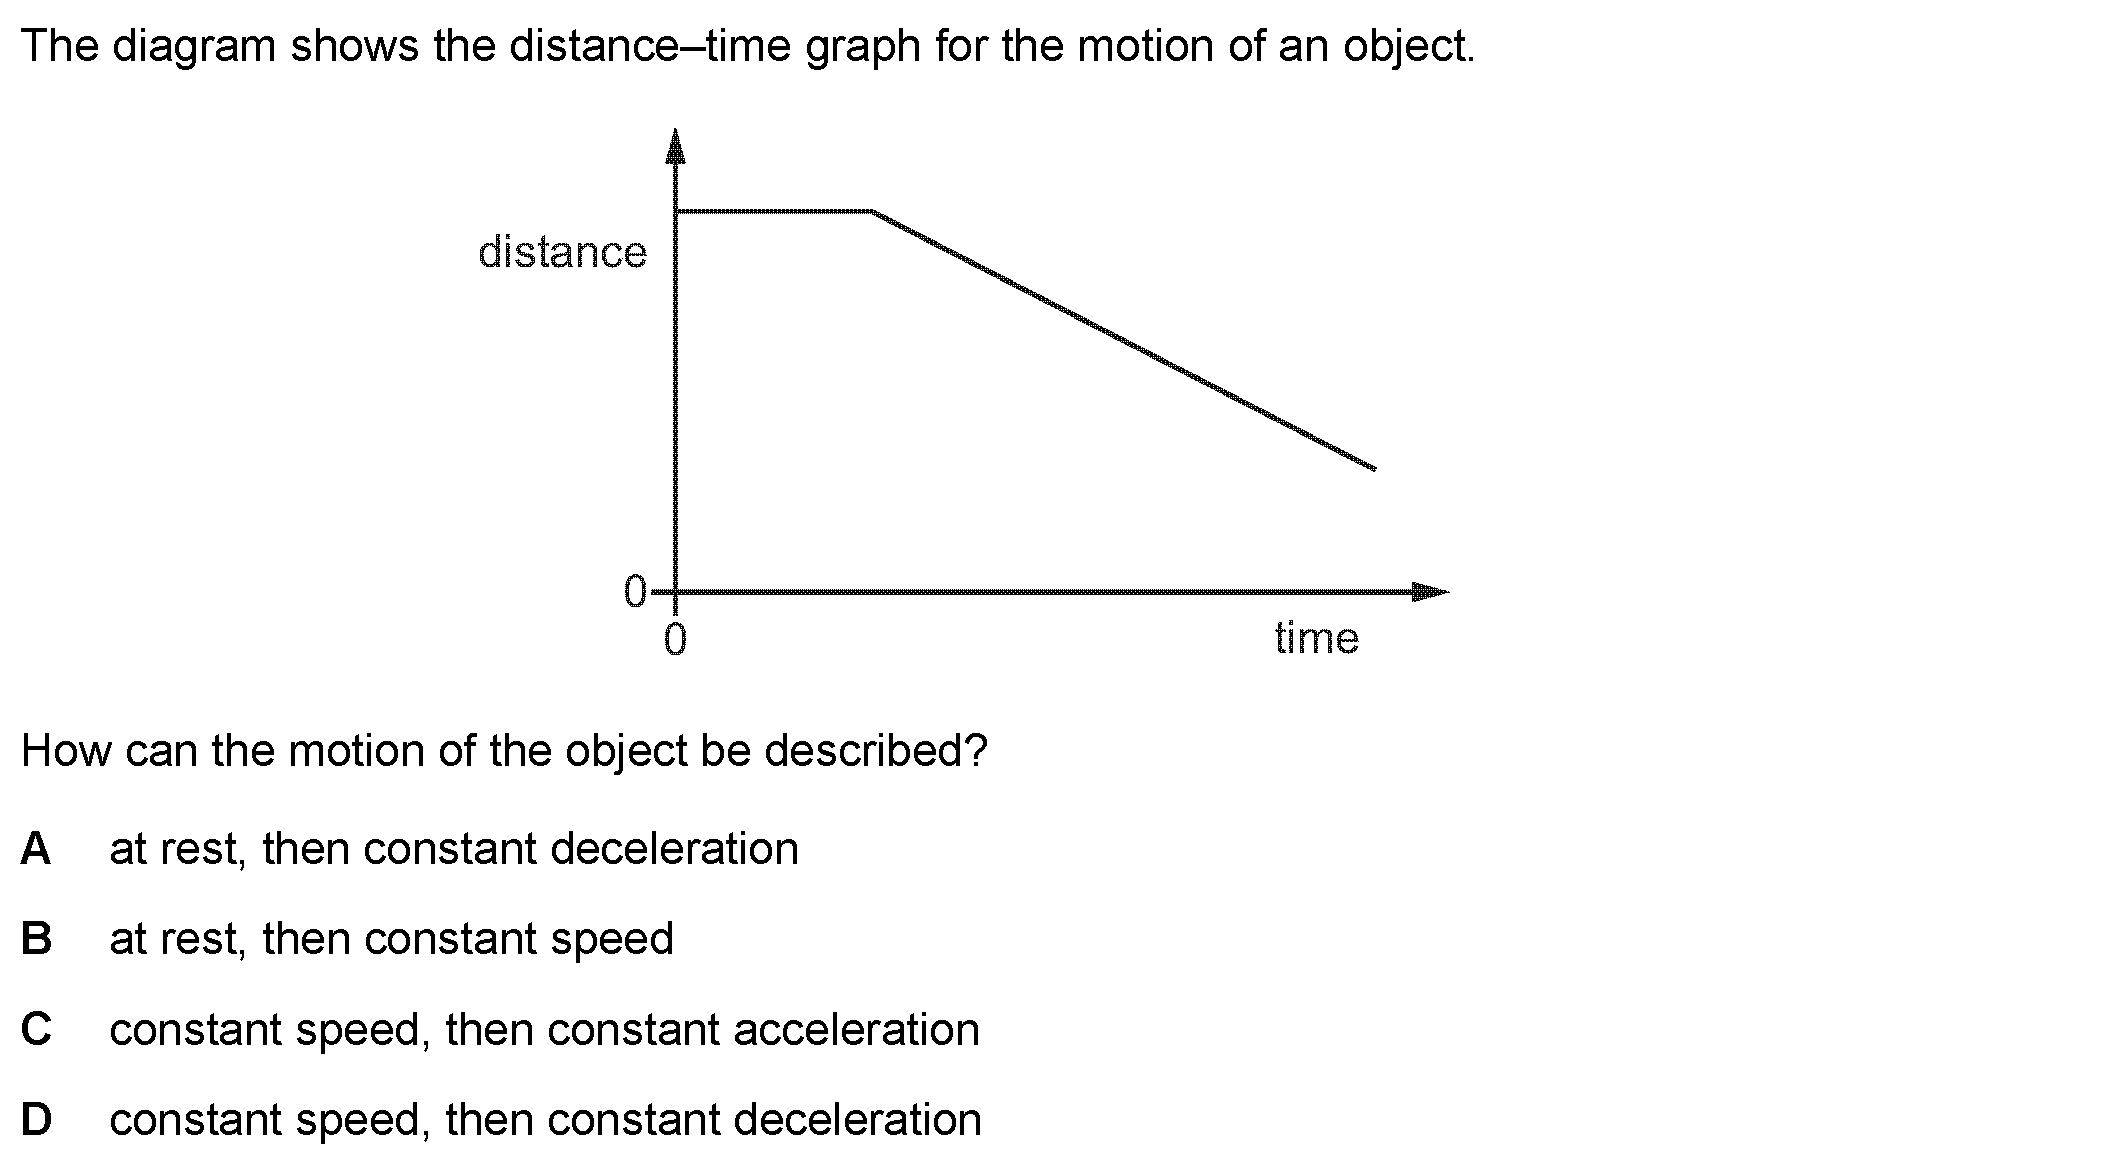 The diagram shows the distance–time graph for the motion of an object.
distance
0
0
time
How can the motion of the object be described?
A at rest, then constant deceleration
B at rest, then constant speed
C constant speed, then constant acceleration
D constant speed, then constant deceleration